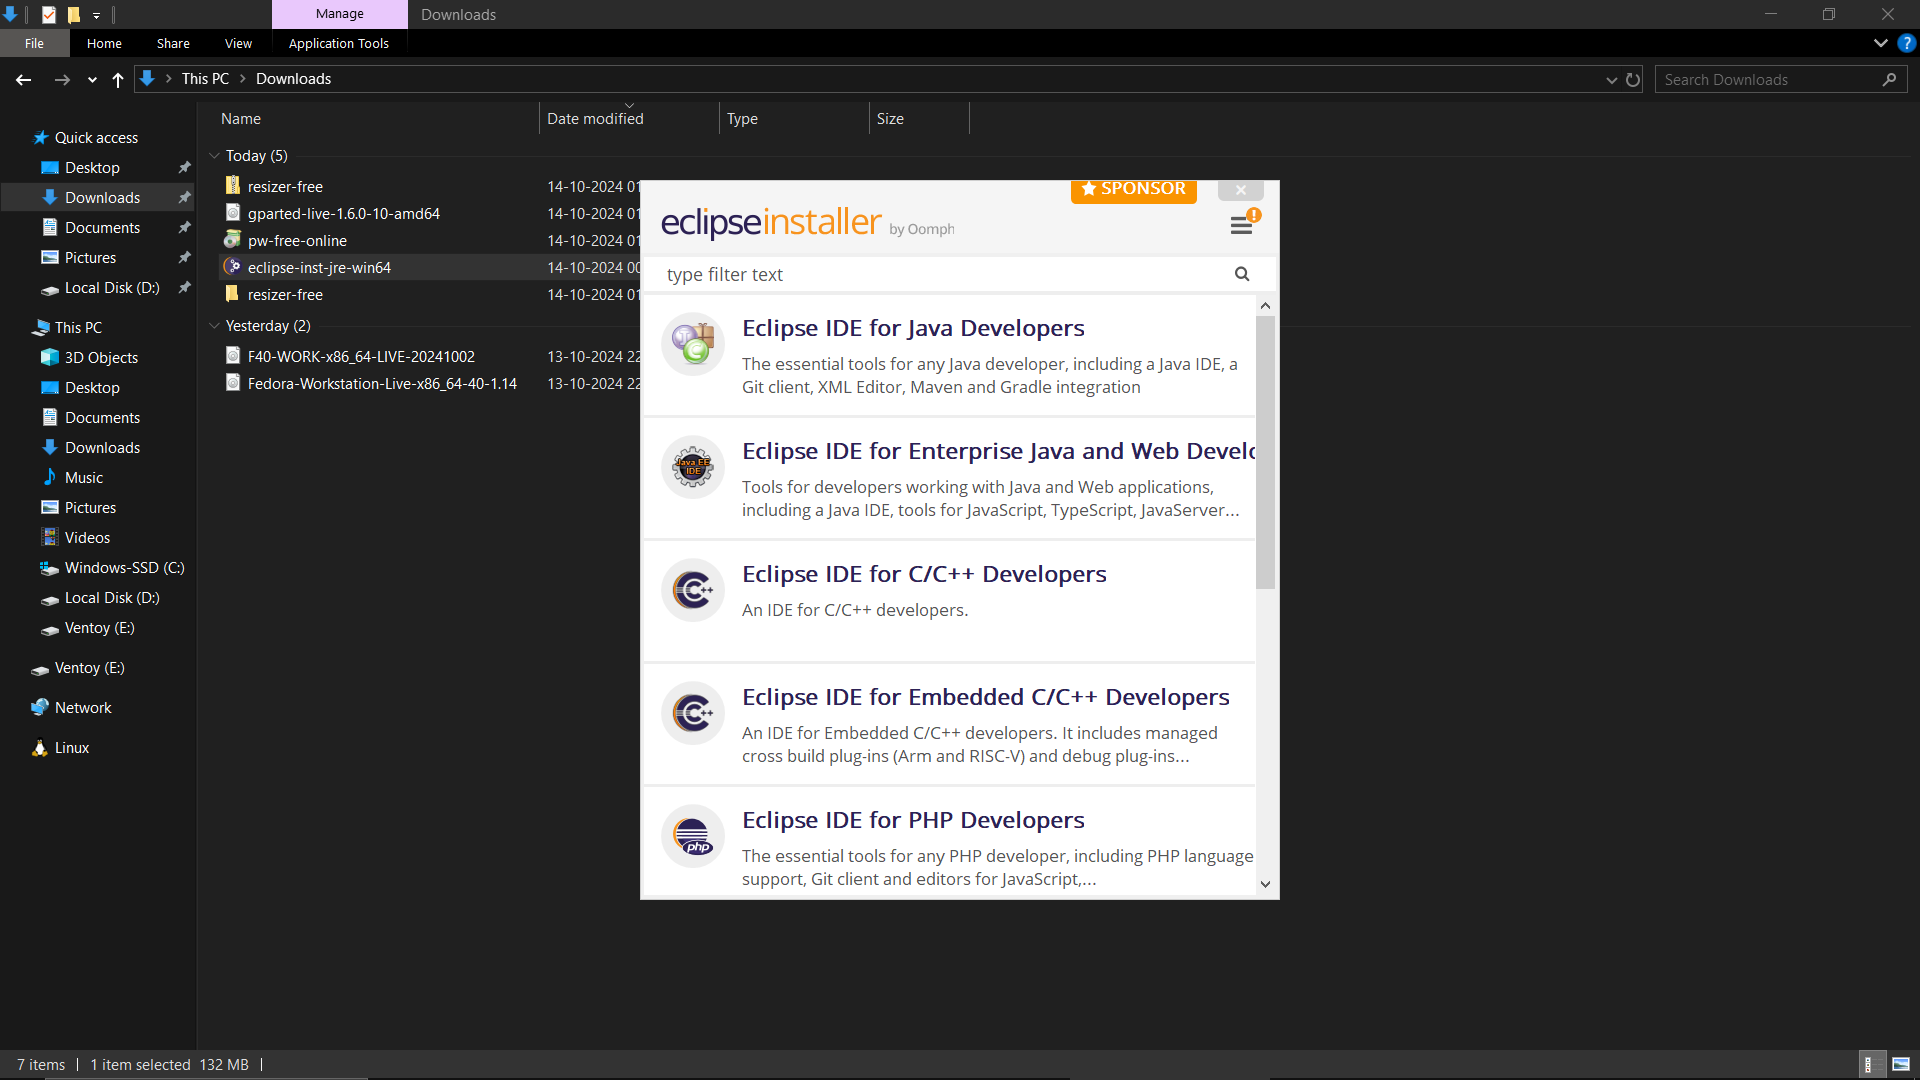 Manage
Downloads
File
Home
Share
View
Application Tools
?
This PC
Downloads
Search Downloads
Name
Date modified
Type
Size
Quick access
Desktop
Downloads
Documents
Pictures
Local Disk (D:)
This PC
3D Objects
Desktop
Documents
Downloads
Music
Pictures
Videos
Windows-SSD (C:)
Local Disk (D:)
Ventoy (E:)
Ventoy (E:)
Network
Linux
Today (5)
resizer-free 14-10-2024 01
gparted-live-1.6.0-10-amd64 14-10-2024 01
pw-free-online 14-10-2024 01
eclipse-inst-jre-win64 14-10-2024 00
resizer-free 14-10-2024 01
Yesterday (2)
F40-WORK-x86_64-LIVE-20241002 13-10-2024 22
Fedora-Workstation-Live-x86_64-40-1.14 13-10-2024 22
SPONSOR
eclipseinstaller by Oomph
!
type filter text
Eclipse IDE for Java Developers
The essential tools for any Java developer, including a Java IDE, a
Git client, XML Editor, Maven and Gradle integration
Java EE
IDE
Eclipse IDE for Enterprise Java and Web Develo
Tools for developers working with Java and Web applications,
including a Java IDE, tools for JavaScript, TypeScript, JavaServer...
C++
Eclipse IDE for C/C++ Developers
An IDE for C/C++ developers.
C++
Eclipse IDE for Embedded C/C++ Developers
An IDE for Embedded C/C++ developers. It includes managed
cross build plug-ins (Arm and RISC-V) and debug plug-ins...
php
Eclipse IDE for PHP Developers
The essential tools for any PHP developer, including PHP language
support, Git client and editors for JavaScript,...
7 items
1 item selected 132 MB